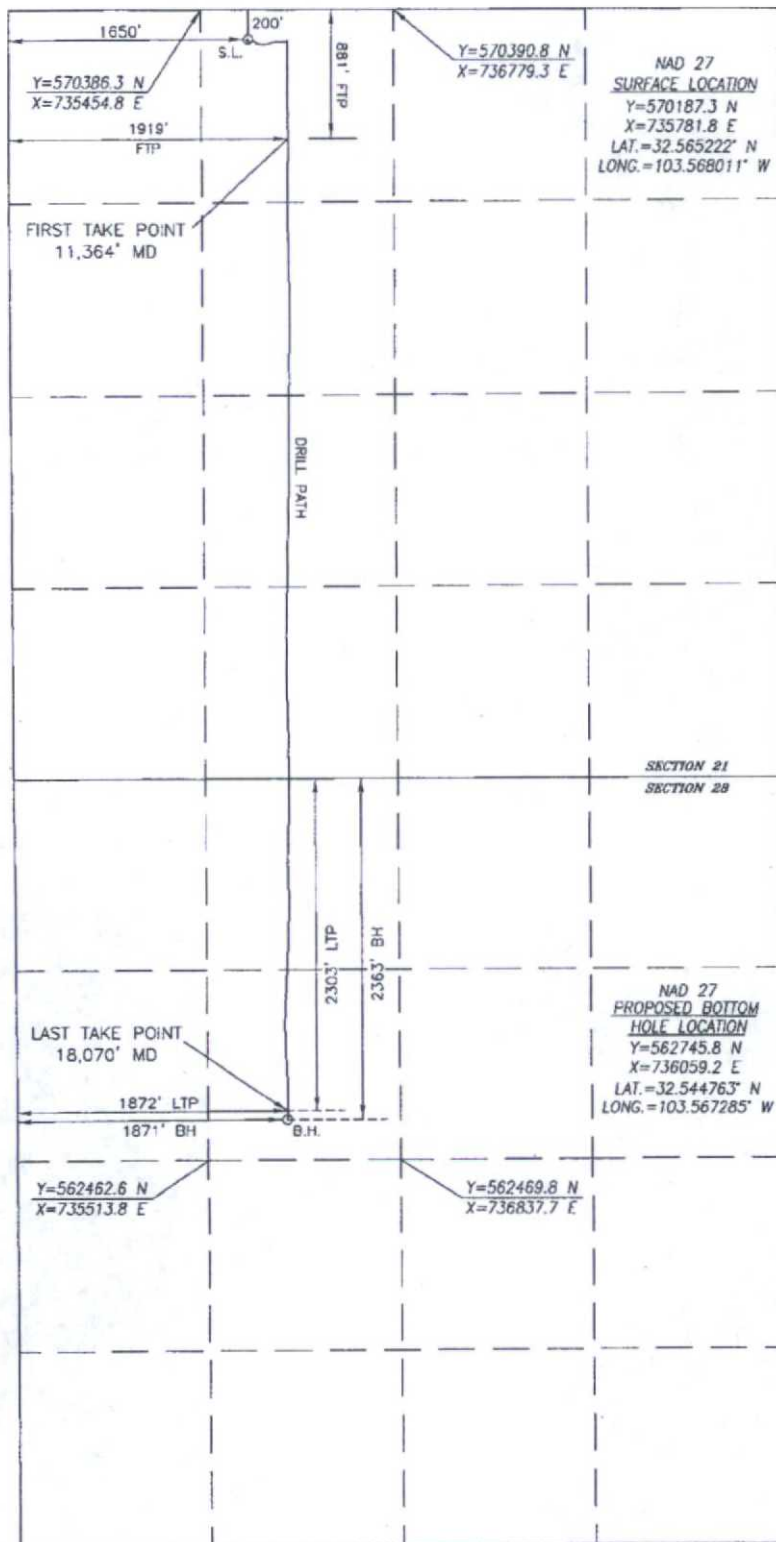 1650'
200'
S.L.
881' FTP
Y=570386.3 N
X=735454.8 E
Y=570390.8 N
X=736779.3 E
NAD 27
SURFACE LOCATION
Y=570187.3 N
X=735781.8 E
LAT.=32.565222° N
LONG.=103.568011° W
1919'
FTP
FIRST TAKE POINT
11,364' MD
DRILL PATH
SECTION 21
SECTION 28
2303' LTP
2363' BH
NAD 27
PROPOSED BOTTOM
HOLE LOCATION
Y=562745.8 N
X=736059.2 E
LAT.=32.544763° N
LONG.=103.567285° W
LAST TAKE POINT
18,070' MD
1872' LTP
1871' BH
B.H.
Y=562462.6 N
X=735513.8 E
Y=562469.8 N
X=736837.7 E